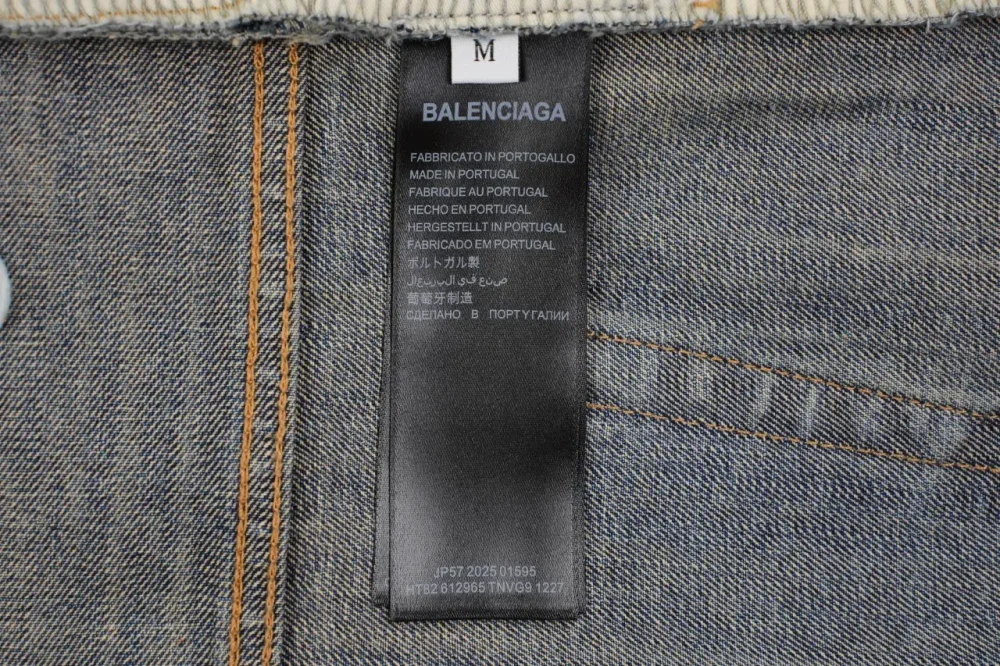 M
BALENCIAGA
FABBRICATO IN PORTOGALLO
MADE IN PORTUGAL
FABRIQUE AU PORTUGAL
HECHO EN PORTUGAL
HERGESTELLT IN PORTUGAL
FABRICADO EM PORTUGAL
ポルトガル製
صنع في البرتغال
葡萄牙制造
СДЕЛАНО В ПОРТУГАЛИИ
JP57 2025 01595
HT82 812965 TNVG9 1227